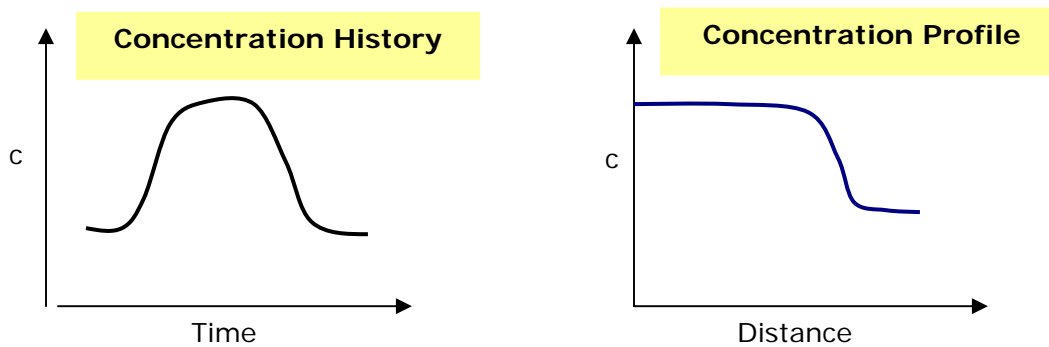 Concentration History
c
Time
Concentration Profile
c
Distance